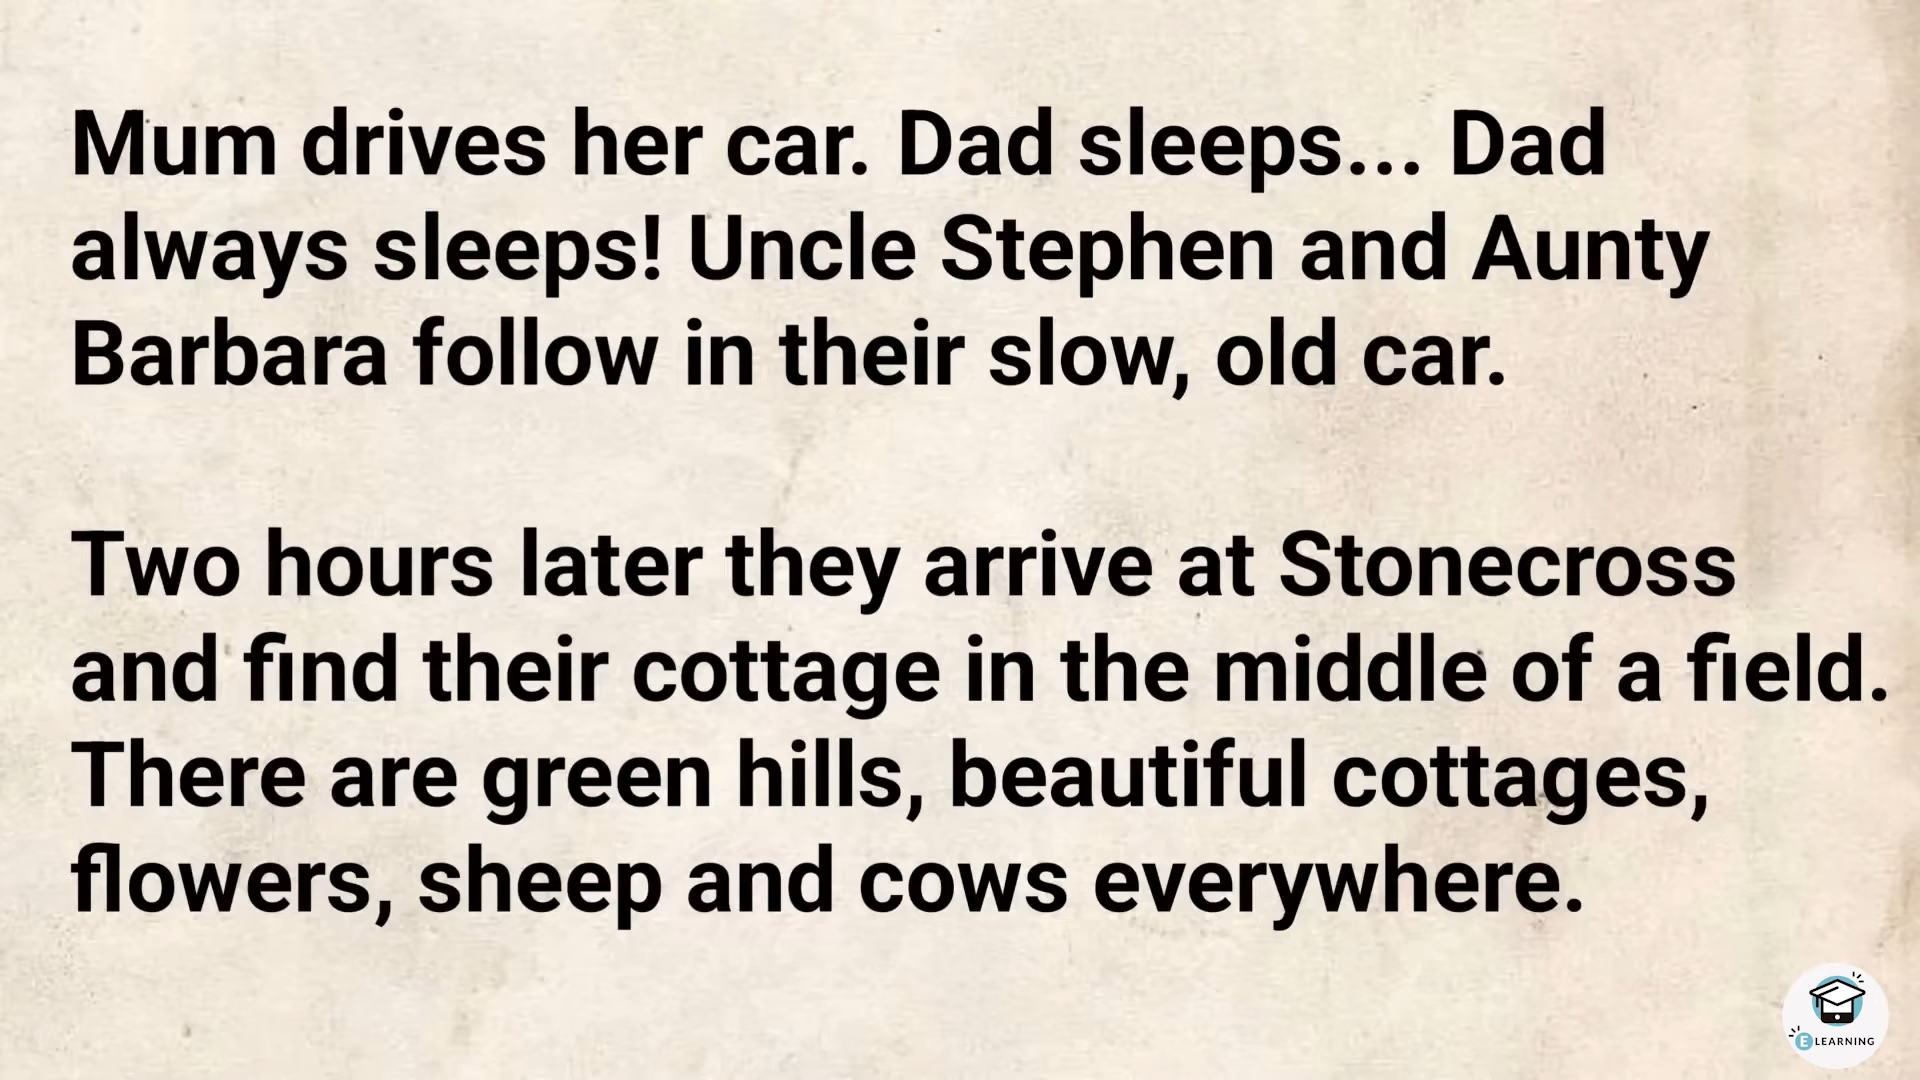 Mum drives her car. Dad sleeps... Dad
always sleeps! Uncle Stephen and Aunty
Barbara follow in their slow, old car.
Two hours later they arrive at Stonecross
and find their cottage in the middle of a field.
There are green hills, beautiful cottages,
flowers, sheep and cows everywhere.
E LEARNING